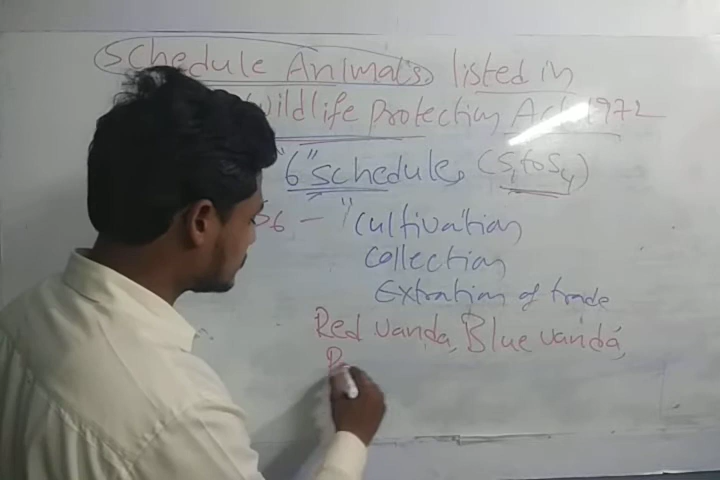 Schedule Animals listed in
Wildlife Protection Act 1972
"6" schedule, (S1 to S4)
S6 — "cultivation
collection
Extration of trade
Red vanda, Blue vanda,